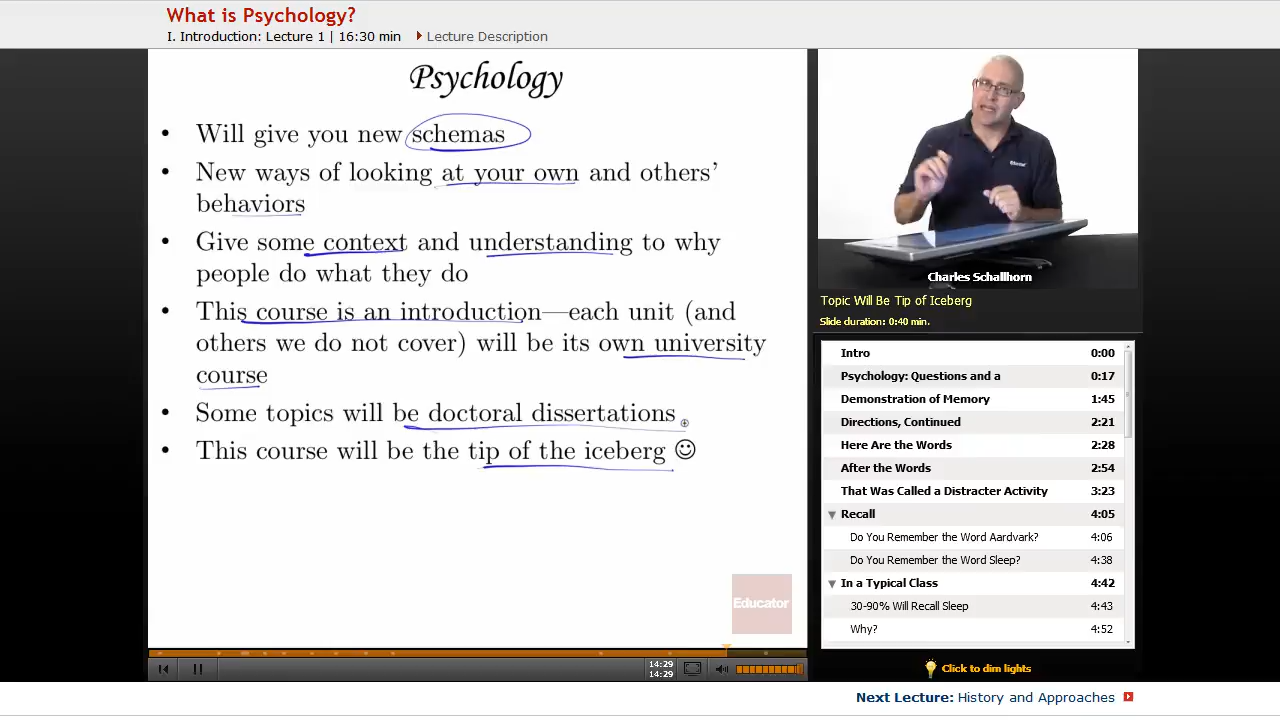 What is Psychology?
I. Introduction: Lecture 1 | 16:30 min
Lecture Description
Psychology
• Will give you new schemas
• New ways of looking at your own and others’
behaviors
• Give some context and understanding to why
people do what they do
• This course is an introduction—each unit (and
others we do not cover) will be its own university
course
• Some topics will be doctoral dissertations
• This course will be the tip of the iceberg ☺
Educator
14:29
14:29
Charles Schallhorn
Topic Will Be Tip of Iceberg
Slide duration: 0:40 min.
Intro 0:00
Psychology: Questions and a 0:17
Demonstration of Memory 1:45
Directions, Continued 2:21
Here Are the Words 2:28
After the Words 2:54
That Was Called a Distracter Activity 3:23
Recall 4:05
Do You Remember the Word Aardvark? 4:06
Do You Remember the Word Sleep? 4:38
In a Typical Class 4:42
30-90% Will Recall Sleep 4:43
Why? 4:52
Click to dim lights
Next Lecture: History and Approaches